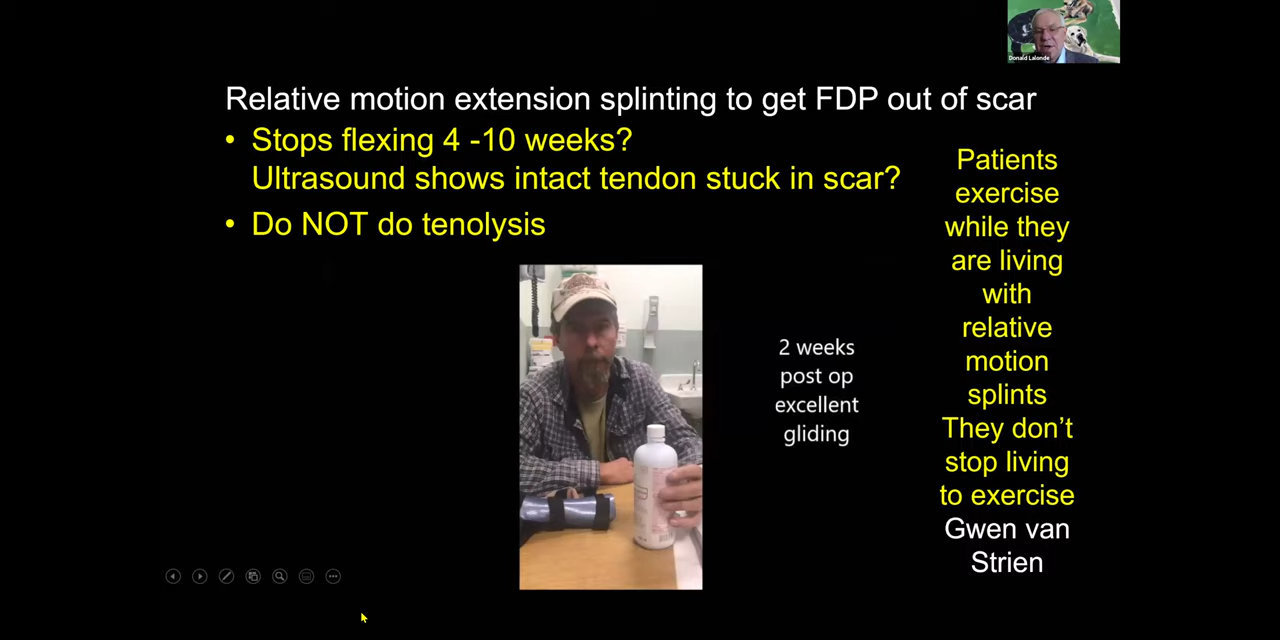 Donald Lalonde
Relative motion extension splinting to get FDP out of scar
• Stops flexing 4 -10 weeks?
Ultrasound shows intact tendon stuck in scar?
• Do NOT do tenolysis
2 weeks
post op
excellent
gliding
Patients
exercise
while they
are living
with
relative
motion
splints
They don’t
stop living
to exercise
Gwen van
Strien